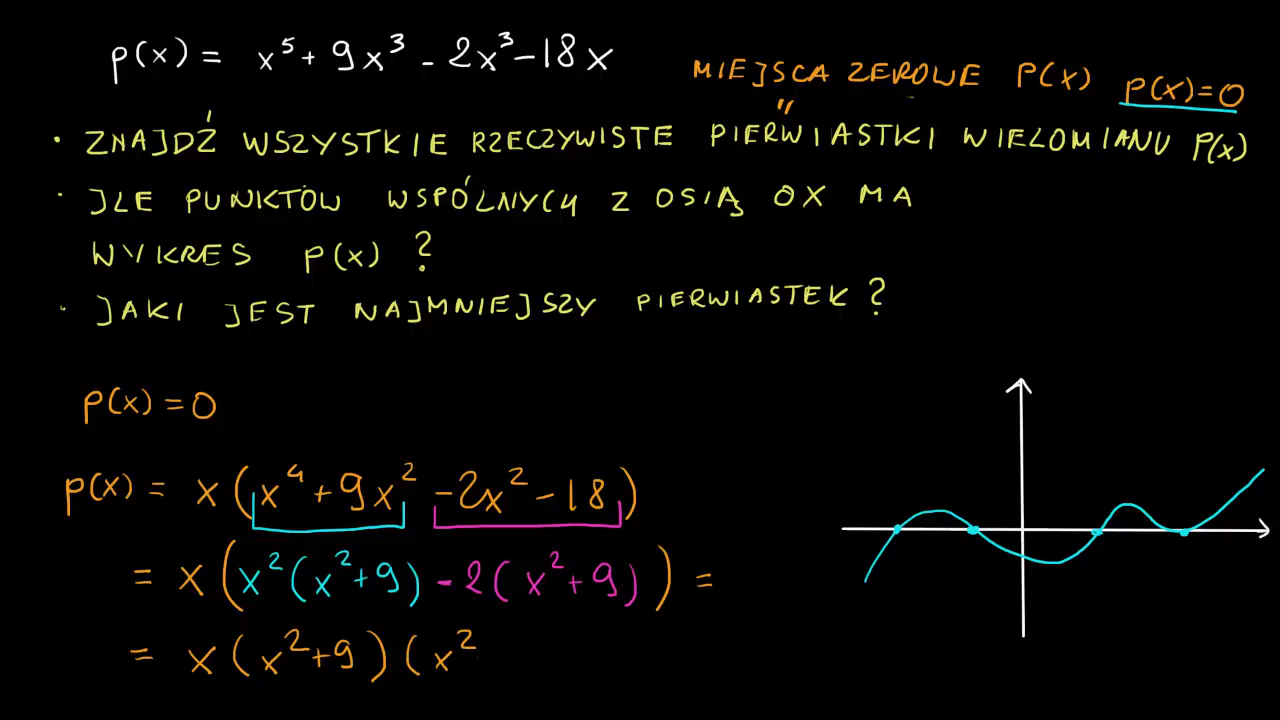 p(x) = x⁵ + 9x³ - 2x³ - 18x
MIEJSCA ZEROWE P(X) P(X)=0
"
• ZNAJDŹ WSZYSTKIE RZECZYWISTE PIERWIASTKI WIELOMIANU P(X)
• ILE PUNKTÓW WSPÓLNYCH Z OSIĄ OX MA
WYKRES P(X) ?
• JAKI JEST NAJMNIEJSZY PIERWIASTEK ?
P(X) = 0
p(x) = x(x⁴ + 9x² - 2x² - 18)
= x(x²(x² + 9) - 2(x² + 9)) =
= x(x² + 9)(x²